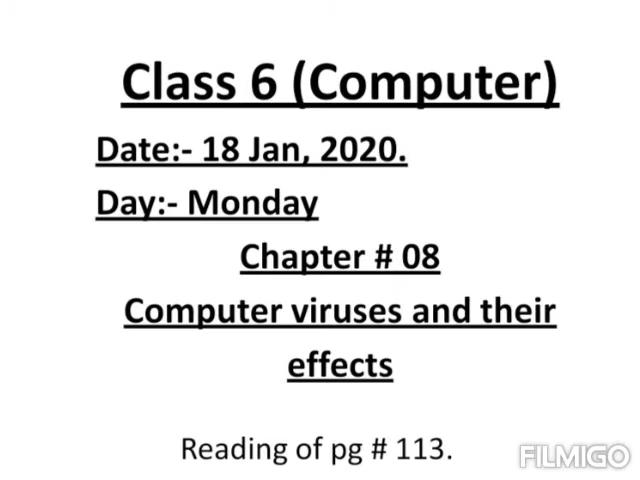 Class 6 (Computer)
Date:- 18 Jan, 2020.
Day:- Monday
Chapter # 08
Computer viruses and their
effects
Reading of pg # 113.
FILMIGO